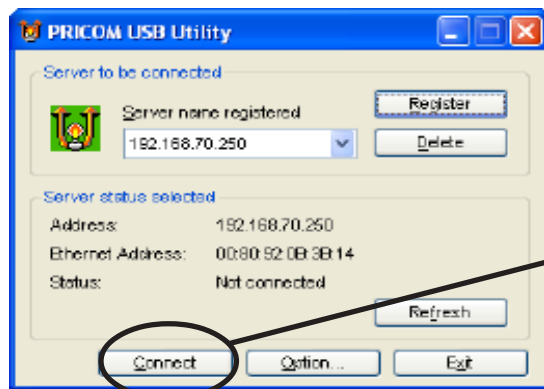 PRICOM USB Utility
Server to be connected
Server name registered
Register
192.168.70.250
Delete
Server status selected
Address: 192.168.70.250
Ethernet Address: 00:80:92:0B:3B:14
Status: Not connected
Refresh
Connect Option... Exit